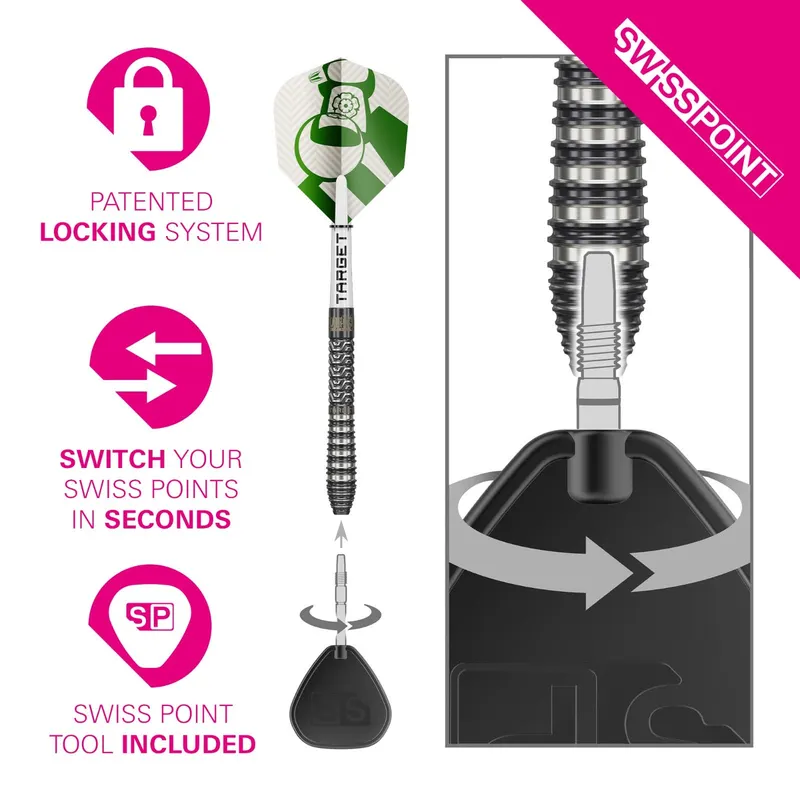 SWISSPOINT
PATENTED
LOCKING SYSTEM
TARGET
SWITCH YOUR
SWISS POINTS
IN SECONDS
SP
SWISS POINT
TOOL INCLUDED